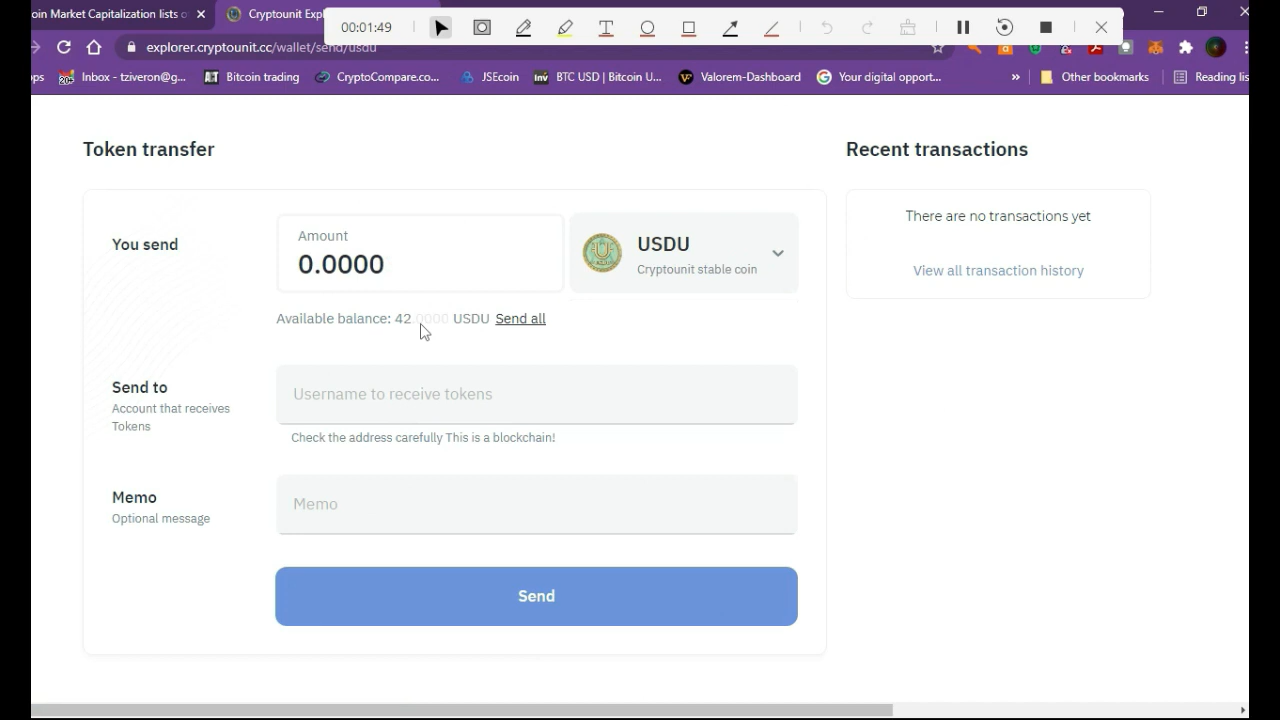 oin Market Capitalization lists o
Cryptounit Exp
00:01:49
explorer.cryptounit.cc/wallet/send/usdu
ps
Inbox - tziveron@g...
Bitcoin trading
CryptoCompare.co...
JSEcoin
BTC USD | Bitcoin U...
Valorem-Dashboard
Your digital opport...
»
Other bookmarks
Reading lis
Token transfer
Recent transactions
You send
Amount
0.0000
USDU
Cryptounit stable coin
There are no transactions yet
View all transaction history
Available balance: 42.0000 USDU Send all
Send to
Account that receives
Tokens
Username to receive tokens
Check the address carefully This is a blockchain!
Memo
Optional message
Memo
Send